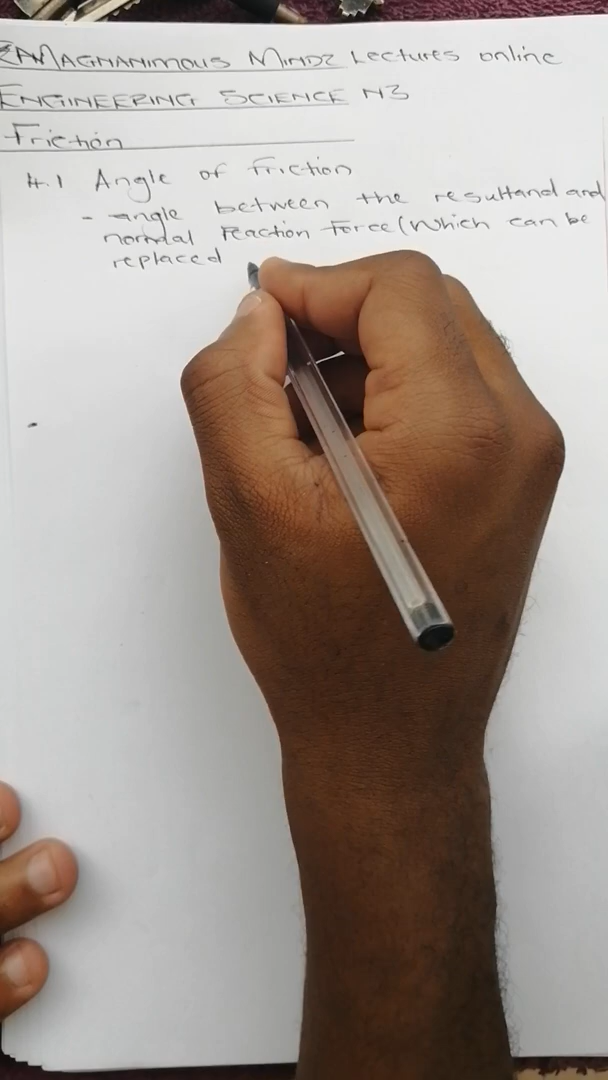 MAGNANIMOUS MINDZ Lectures online
ENGINEERING SCIENCE N3
Friction
4.1 Angle of friction
- angle between the resultand and
normal reaction force (which can be
replaced